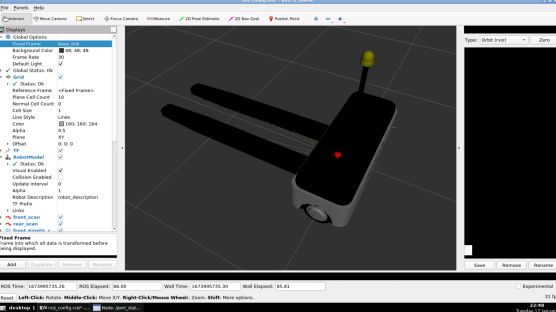 Panels Help
Interact Move Camera Select Focus Camera Measure 2D Pose Estimate 2D Nav Goal Publish Point
Displays
Global Options
Fixed Frame base_link
Background Color 48; 48; 48
Frame Rate 30
Default Light
Global Status: Ok
Grid
Status: Ok
Reference Frame <Fixed Frame>
Plane Cell Count 10
Normal Cell Count 0
Cell Size 1
Line Style Lines
Color 160; 160; 164
Alpha 0.5
Plane XY
Offset 0; 0; 0
TF
RobotModel
Status: Ok
Visual Enabled
Collision Enabled
Update Interval 0
Alpha 1
Robot Description robot_description
TF Prefix
Links
front_scan
rear_scan
Fixed Frame
Frame into which all data is transformed before
being displayed.
Add Duplicate Remove Rename
Type: Orbit (rviz) Zero
Save Remove Rename
ROS Time: 1673995735.26 ROS Elapsed: 86.00 Wall Time: 1673995735.30 Wall Elapsed: 85.81 Experimental
Reset Left-Click: Rotate. Middle-Click: Move X/Y. Right-Click/Mouse Wheel: Zoom. Shift: More options. 31 f
desktop 1
22:48
Tuesday 17 January